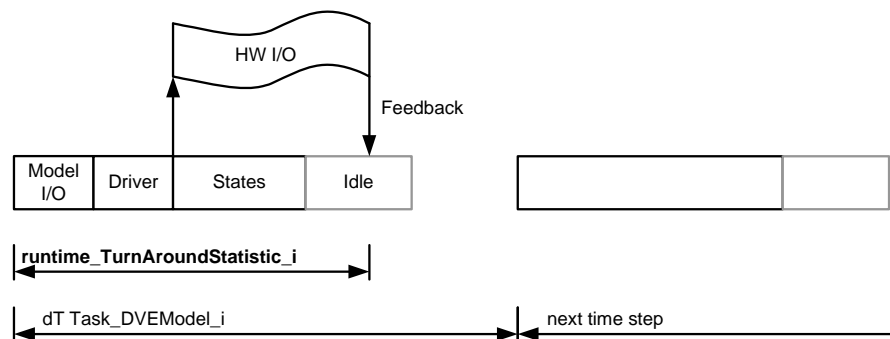 HW I/O
Feedback
Model
I/O
Driver
States
Idle
runtime_TurnAroundStatistic_i
dT Task_DVEModel_i
next time step